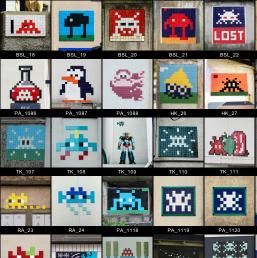 LOST
BSL_18 BSL_19 BSL_20 BSL_21 BSL_22
PA_1086 PA_1087 PA_1088 HK_26 HK_27
TK_107 TK_108 TK_109 TK_110 TK_111
RA_23 RA_24 PA_1118 PA_1119 PA_1120